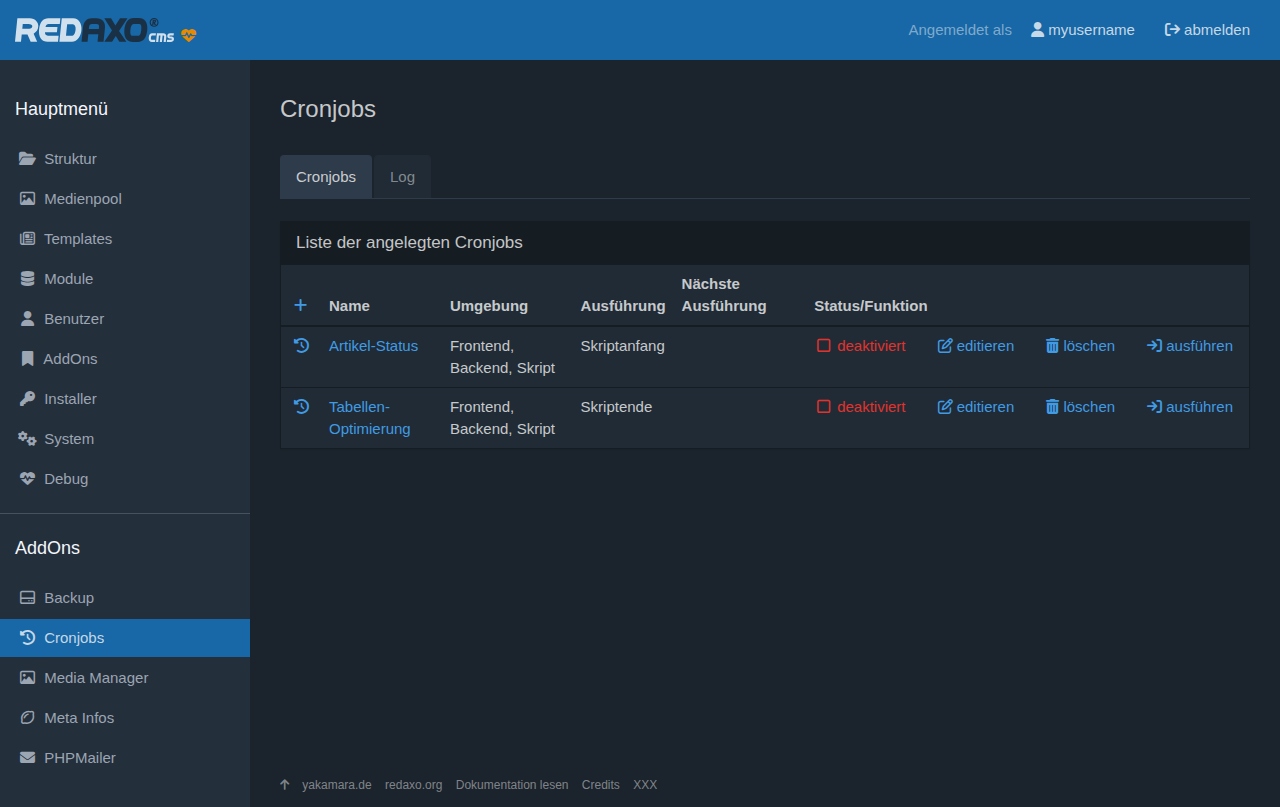 REDAXO® cms
Angemeldet als myusername abmelden
Hauptmenü
Struktur
Medienpool
Templates
Module
Benutzer
AddOns
Installer
System
Debug
AddOns
Backup
Cronjobs
Media Manager
Meta Infos
PHPMailer
Cronjobs
Cronjobs Log
Liste der angelegten Cronjobs
Nächste
Name Umgebung Ausführung Ausführung Status/Funktion
Artikel-Status Frontend, Skriptanfang deaktiviert editieren löschen ausführen
Backend, Skript
Tabellen- Frontend, Skriptende deaktiviert editieren löschen ausführen
Optimierung Backend, Skript
yakamara.de redaxo.org Dokumentation lesen Credits XXX